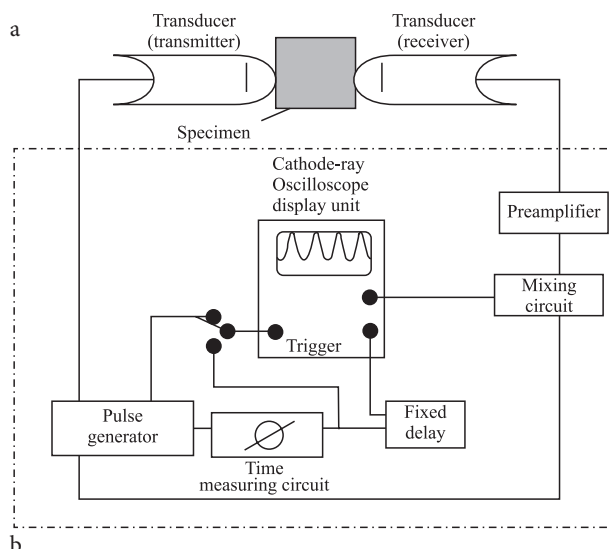 a
Transducer
(transmitter)
Transducer
(receiver)
Specimen
Cathode-ray
Oscilloscope
display unit
Preamplifier
Mixing
circuit
Trigger
Pulse
generator
Fixed
delay
Time
measuring circuit
b